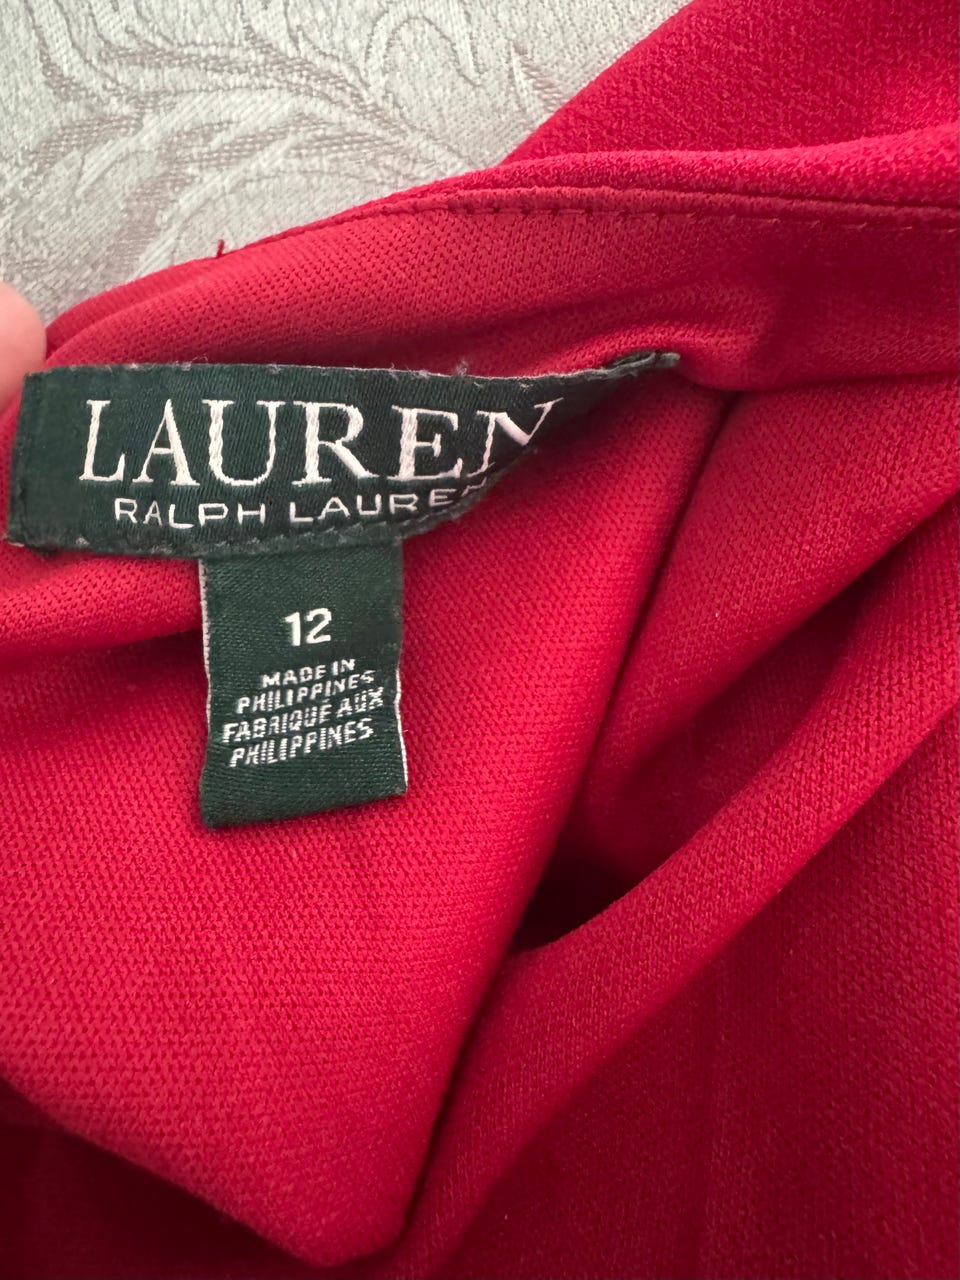 LAUREN
RALPH LAUREN
12
MADE IN
PHILIPPINES
FABRIQUÉ AUX
PHILIPPINES